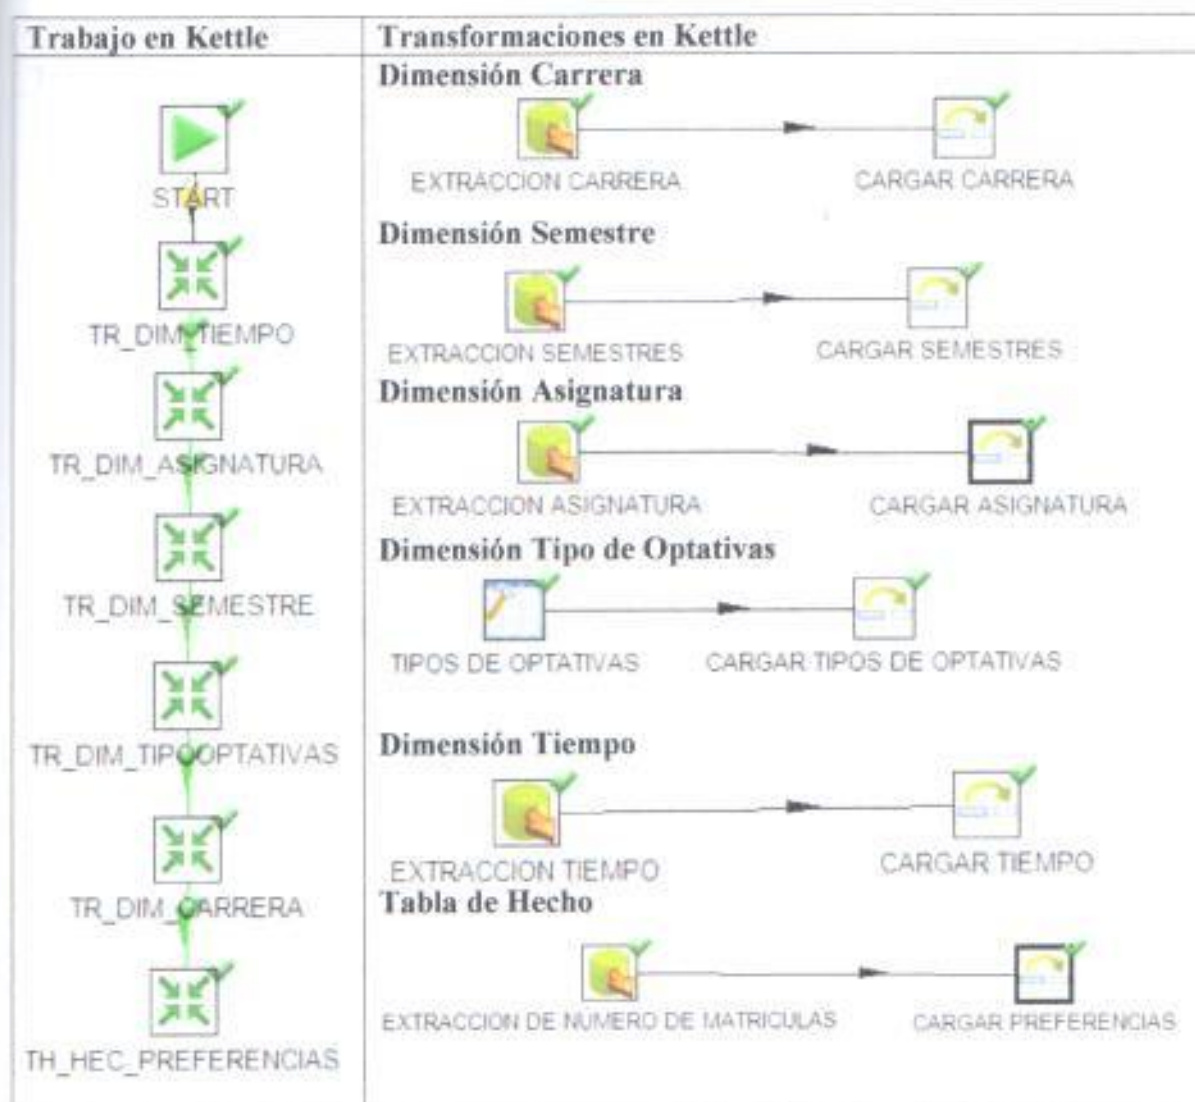 Trabajo en Kettle
START
TR_DIM_TIEMPO
TR_DIM_ASIGNATURA
TR_DIM_SEMESTRE
TR_DIM_TIPOOPTATIVAS
TR_DIM_CARRERA
TH_HEC_PREFERENCIAS
Transformaciones en Kettle
Dimensión Carrera
EXTRACCION CARRERA CARGAR CARRERA
Dimensión Semestre
EXTRACCION SEMESTRES CARGAR SEMESTRES
Dimensión Asignatura
EXTRACCION ASIGNATURA CARGAR ASIGNATURA
Dimensión Tipo de Optativas
TIPOS DE OPTATIVAS CARGAR TIPOS DE OPTATIVAS
Dimensión Tiempo
EXTRACCION TIEMPO CARGAR TIEMPO
Tabla de Hecho
EXTRACCION DE NUMERO DE MATRICULAS CARGAR PREFERENCIAS